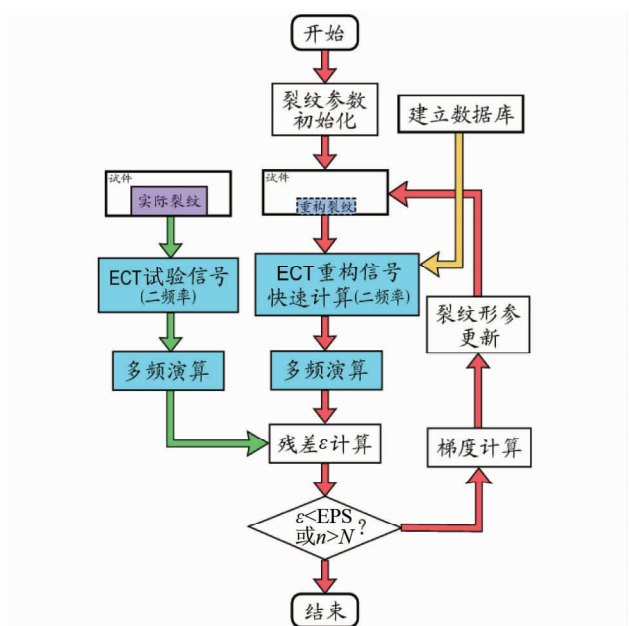 开始
裂纹参数
初始化
建立数据库
试件
实际裂纹
试件
重构裂纹
ECT试验信号
(二频率)
ECT重构信号
快速计算(二频率)
裂纹形参
更新
多频演算
多频演算
残差ε计算
梯度计算
ε<EPS
或n>N?
结束